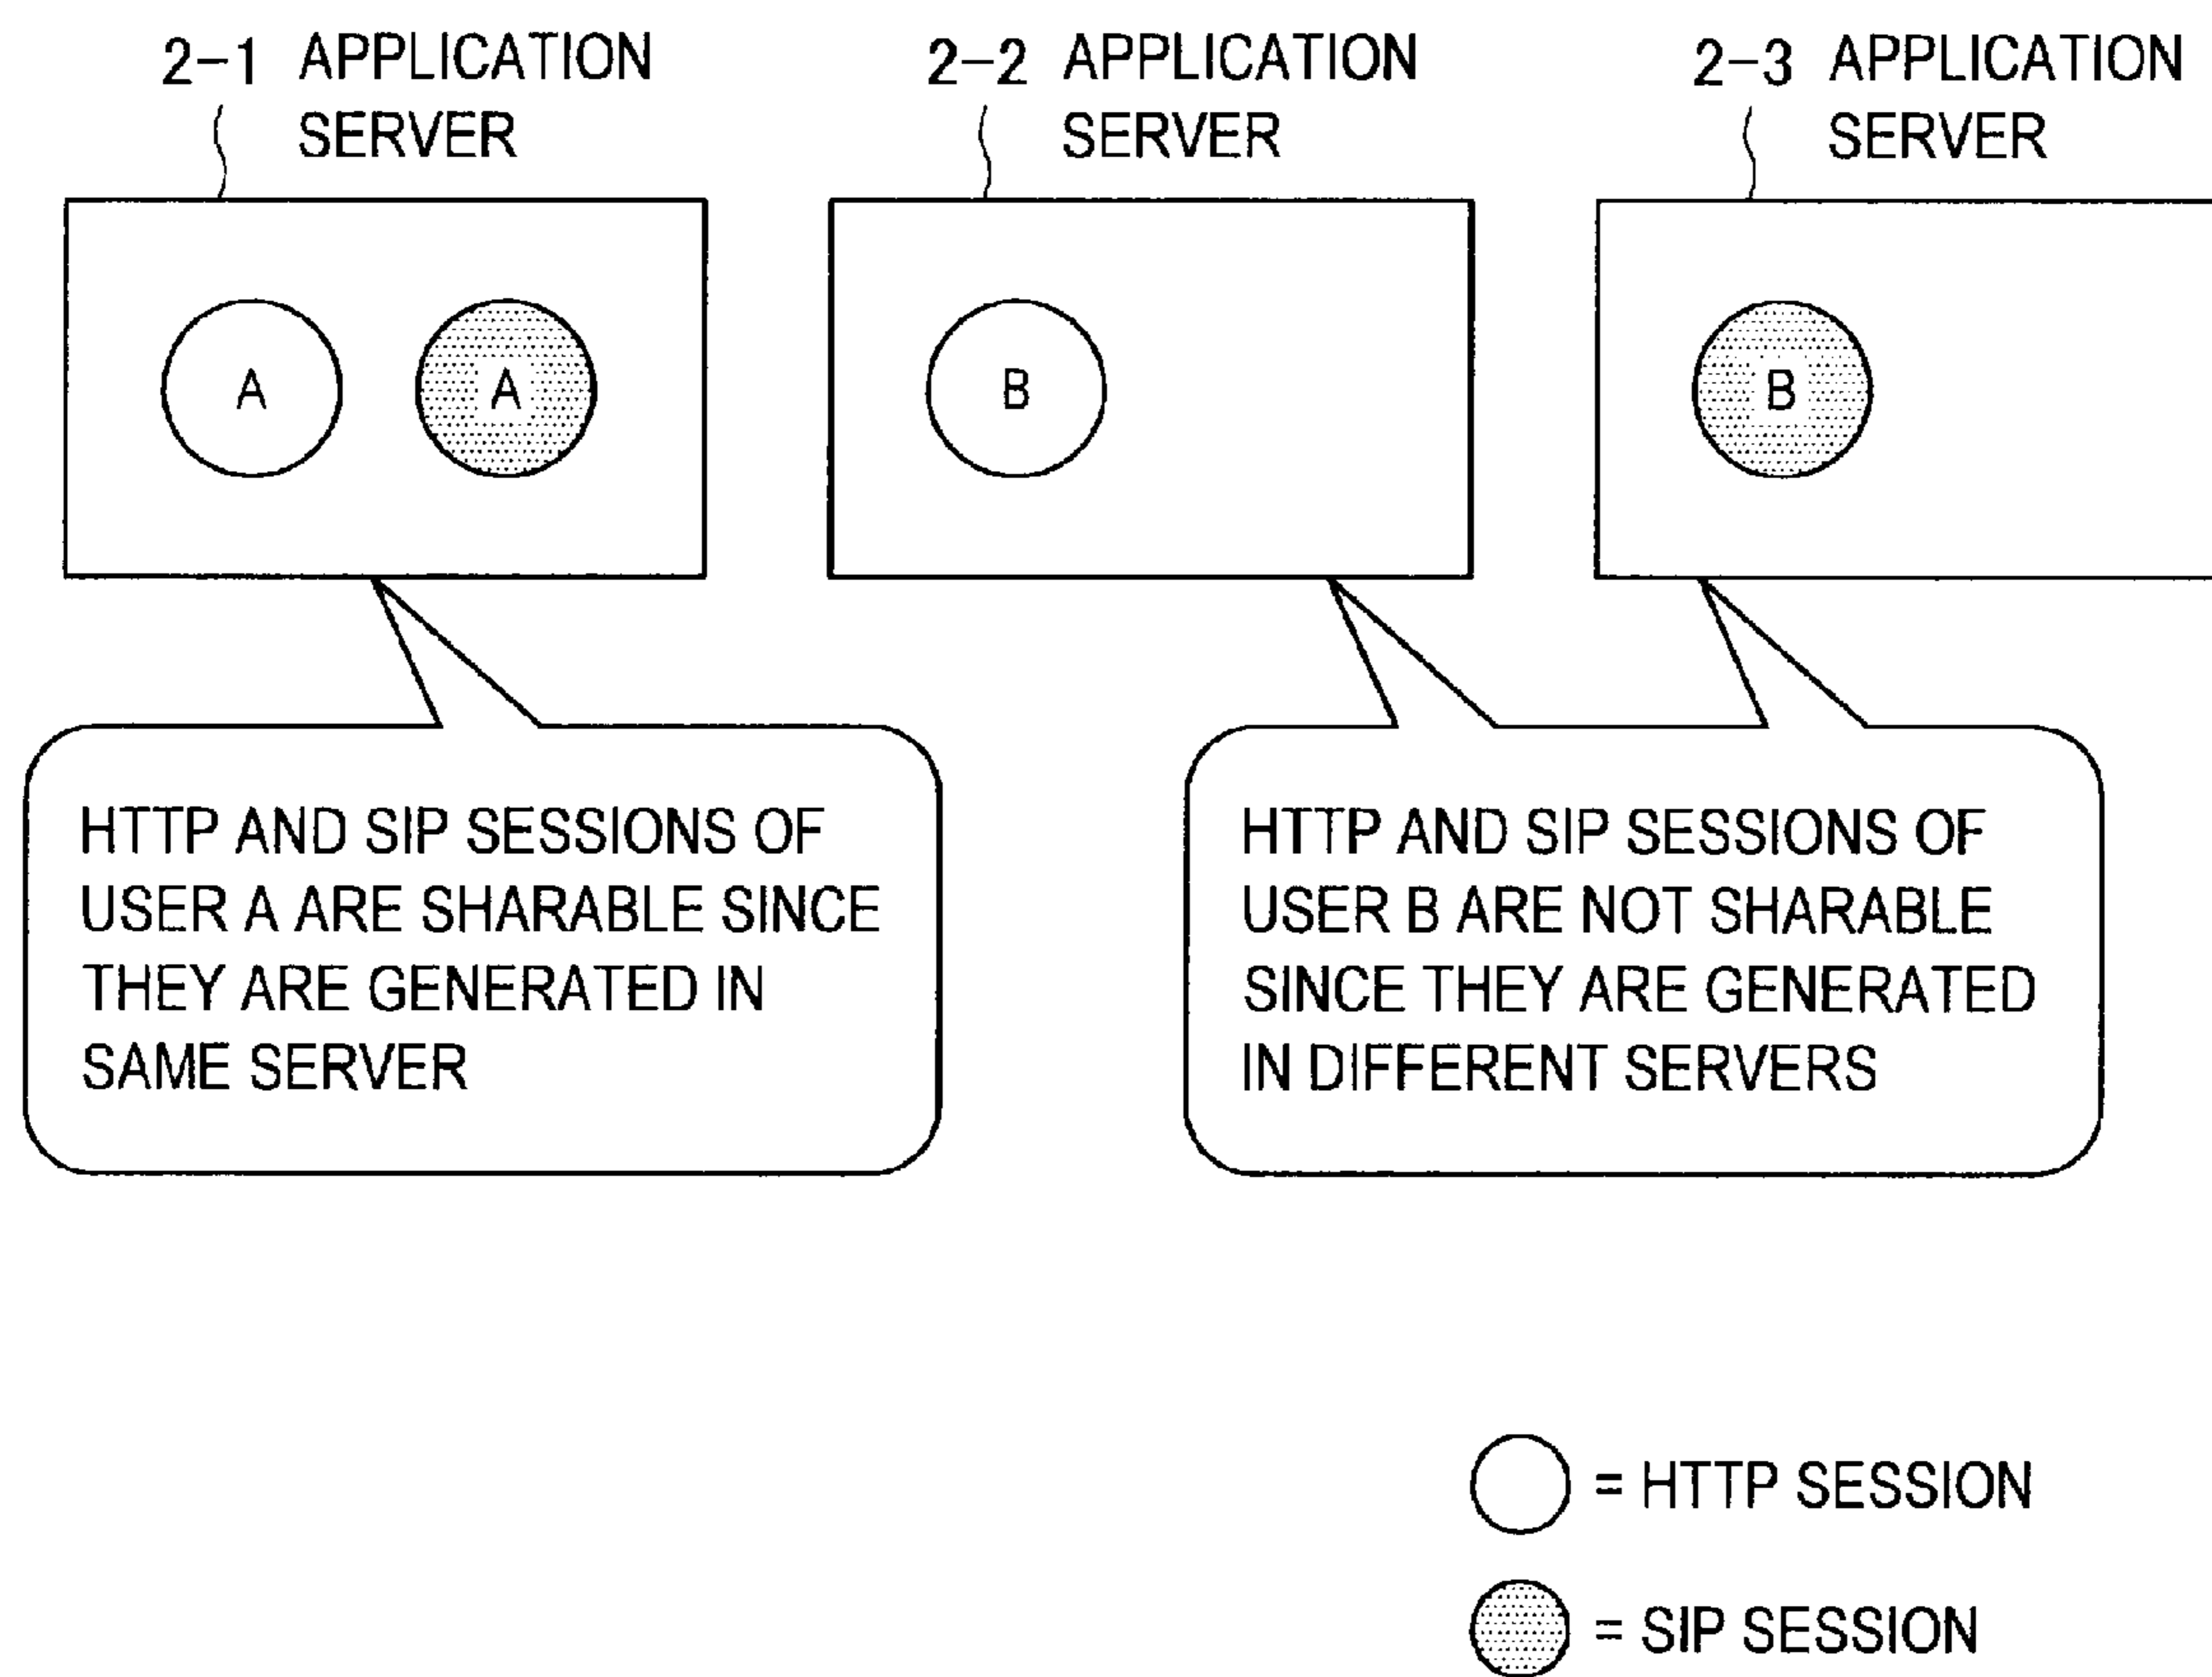 2-1 APPLICATION
SERVER
2-2 APPLICATION
SERVER
2-3 APPLICATION
SERVER
A
A
B
B
HTTP AND SIP SESSIONS OF
USER A ARE SHARABLE SINCE
THEY ARE GENERATED IN
SAME SERVER
HTTP AND SIP SESSIONS OF
USER B ARE NOT SHARABLE
SINCE THEY ARE GENERATED
IN DIFFERENT SERVERS
= HTTP SESSION
= SIP SESSION